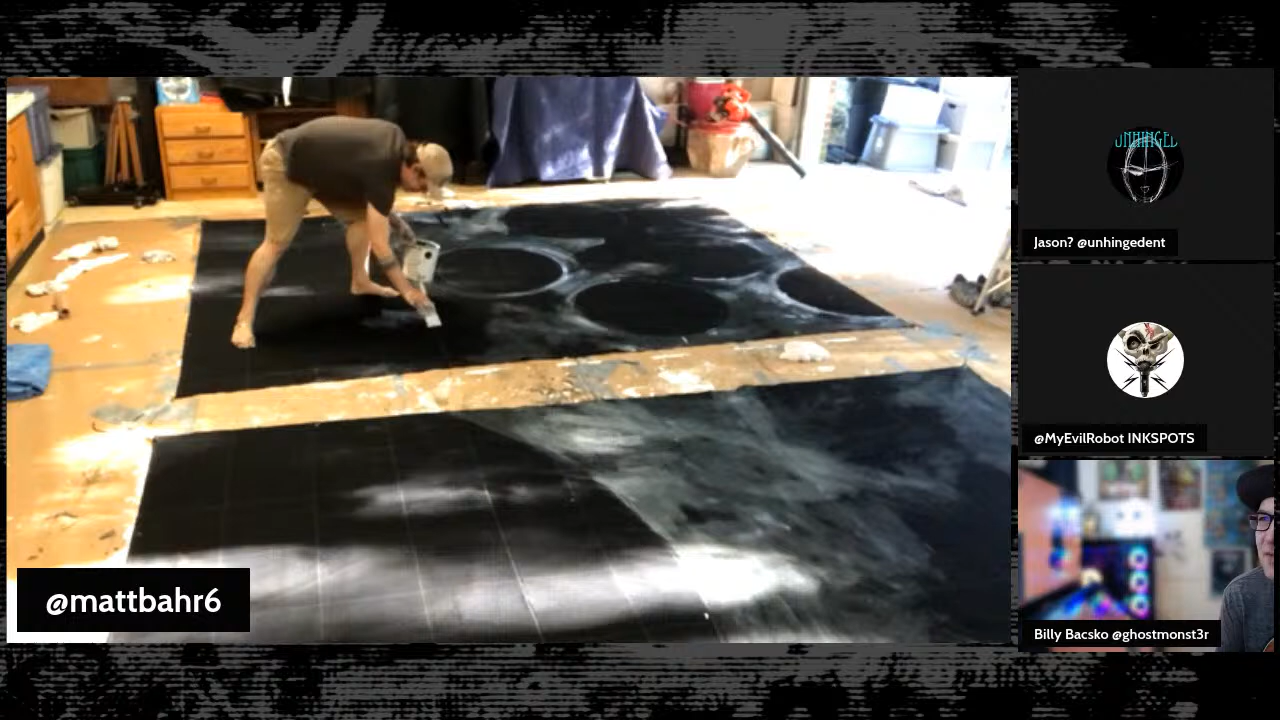 UNHINGED
Jason? @unhingedent
@MyEvilRobot INKSPOTS
@mattbahr6
Billy Bacsko @ghostmonst3r